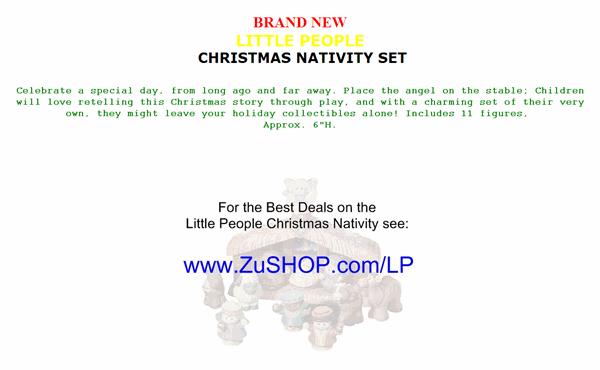 BRAND NEW
LITTLE PEOPLE
CHRISTMAS NATIVITY SET
Celebrate a special day, from long ago and far away. Place the angel on the stable; Children
will love retelling this Christmas story through play, and with a charming set of their very
own, they might leave your holiday collectibles alone! Includes 11 figures.
Approx. 6"H.
For the Best Deals on the
Little People Christmas Nativity see:
www.ZuSHOP.com/LP